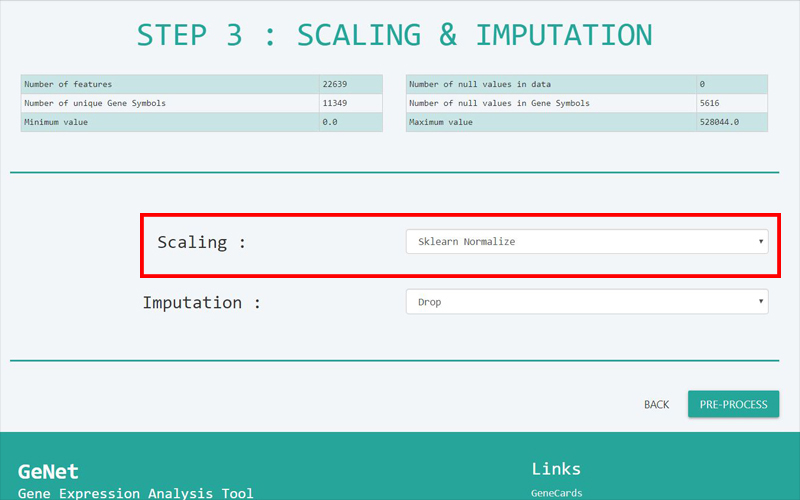 STEP 3 : SCALING & IMPUTATION
Number of features 22639
Number of unique Gene Symbols 11349
Minimum value 0.0
Number of null values in data 0
Number of null values in Gene Symbols 5616
Maximum value 528044.0
Scaling : Sklearn Normalize
Imputation : Drop
BACK PRE-PROCESS
GeNet
Gene Expression Analysis Tool
Links
GeneCards